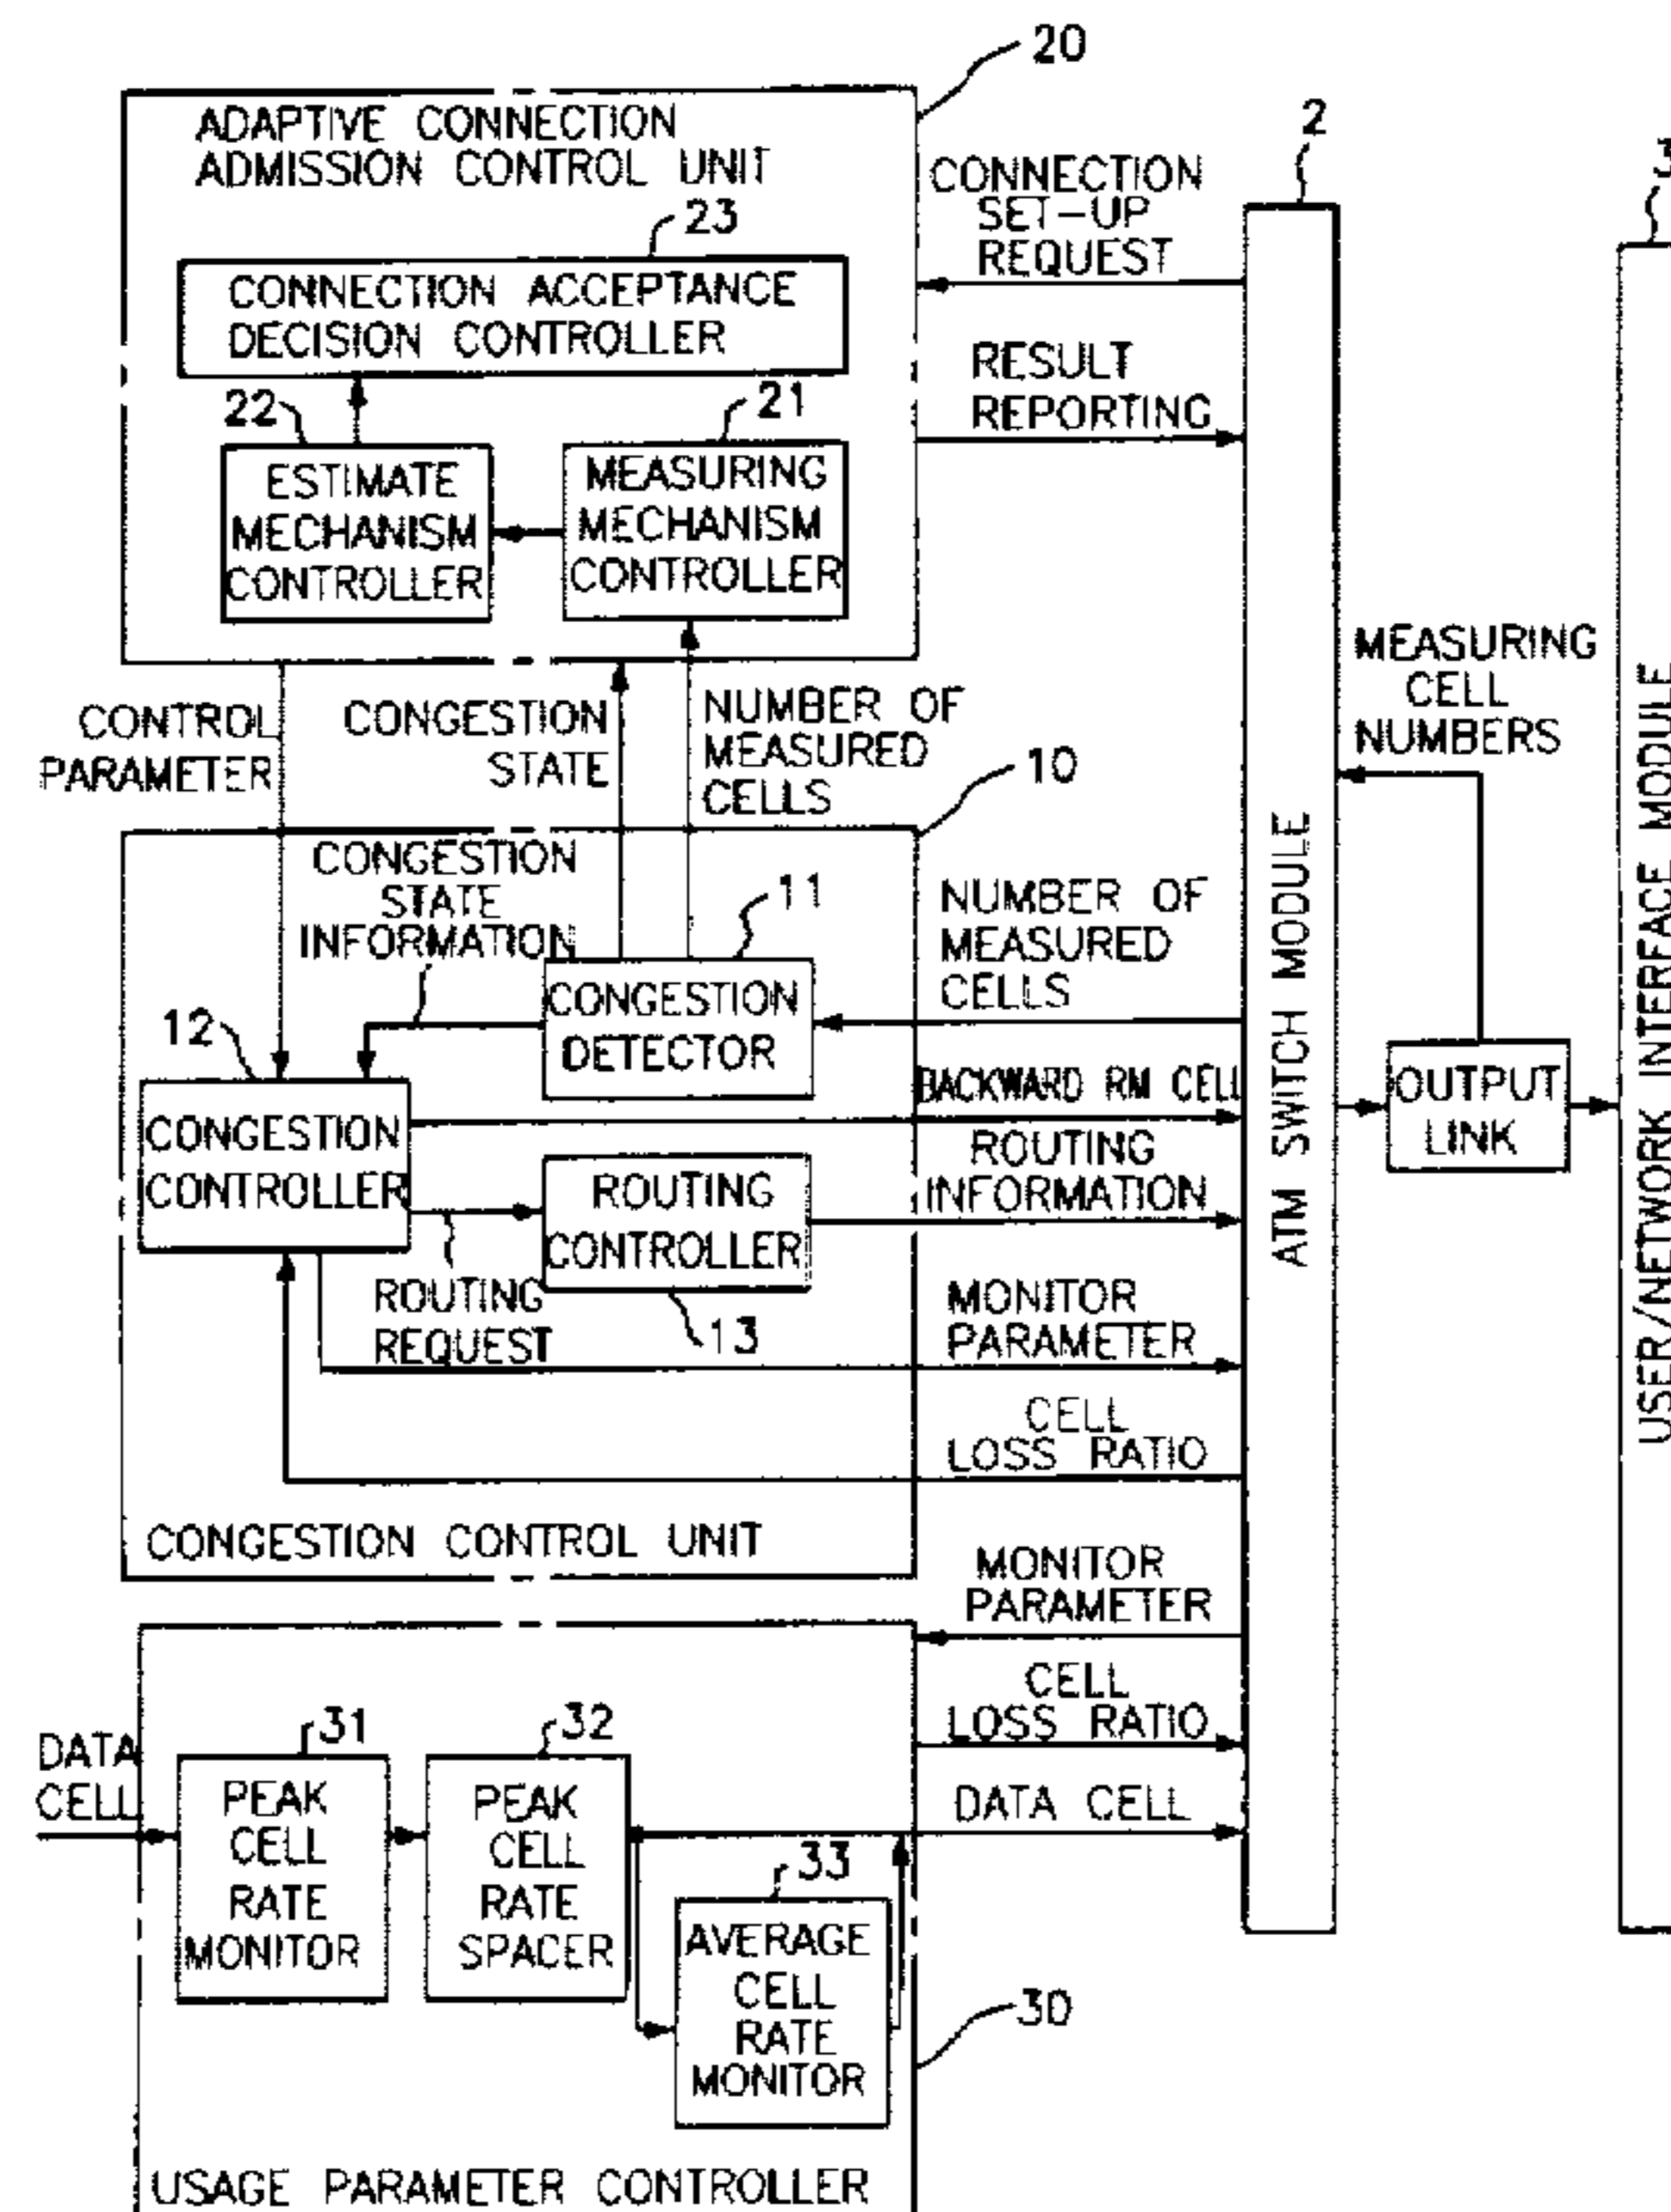 20
ADAPTIVE CONNECTION
ADMISSION CONTROL UNIT
23
CONNECTION ACCEPTANCE
DECISION CONTROLLER
22
ESTIMATE
MECHANISM
CONTROLLER
21
MEASURING
MECHANISM
CONTROLLER
CONNECTION
SET-UP
REQUEST
RESULT
REPORTING
2
ATM SWITCH MODULE
3
USER/NETWORK INTERFACE MODULE
MEASURING
CELL
NUMBERS
OUTPUT
LINK
CONTROL
PARAMETER
CONGESTION
STATE
NUMBER OF
MEASURED
CELLS
10
CONGESTION
STATE
INFORMATION
11
CONGESTION
DETECTOR
NUMBER OF
MEASURED
CELLS
12
CONGESTION
CONTROLLER
BACKWARD RM CELL
ROUTING
CONTROLLER
13
ROUTING
INFORMATION
ROUTING
REQUEST
MONITOR
PARAMETER
CELL
LOSS RATIO
CONGESTION CONTROL UNIT
MONITOR
PARAMETER
CELL
LOSS RATIO
DATA
CELL
31
PEAK
CELL
RATE
MONITOR
32
PEAK
CELL
RATE
SPACER
DATA CELL
33
AVERAGE
CELL
RATE
MONITOR
30
USAGE PARAMETER CONTROLLER